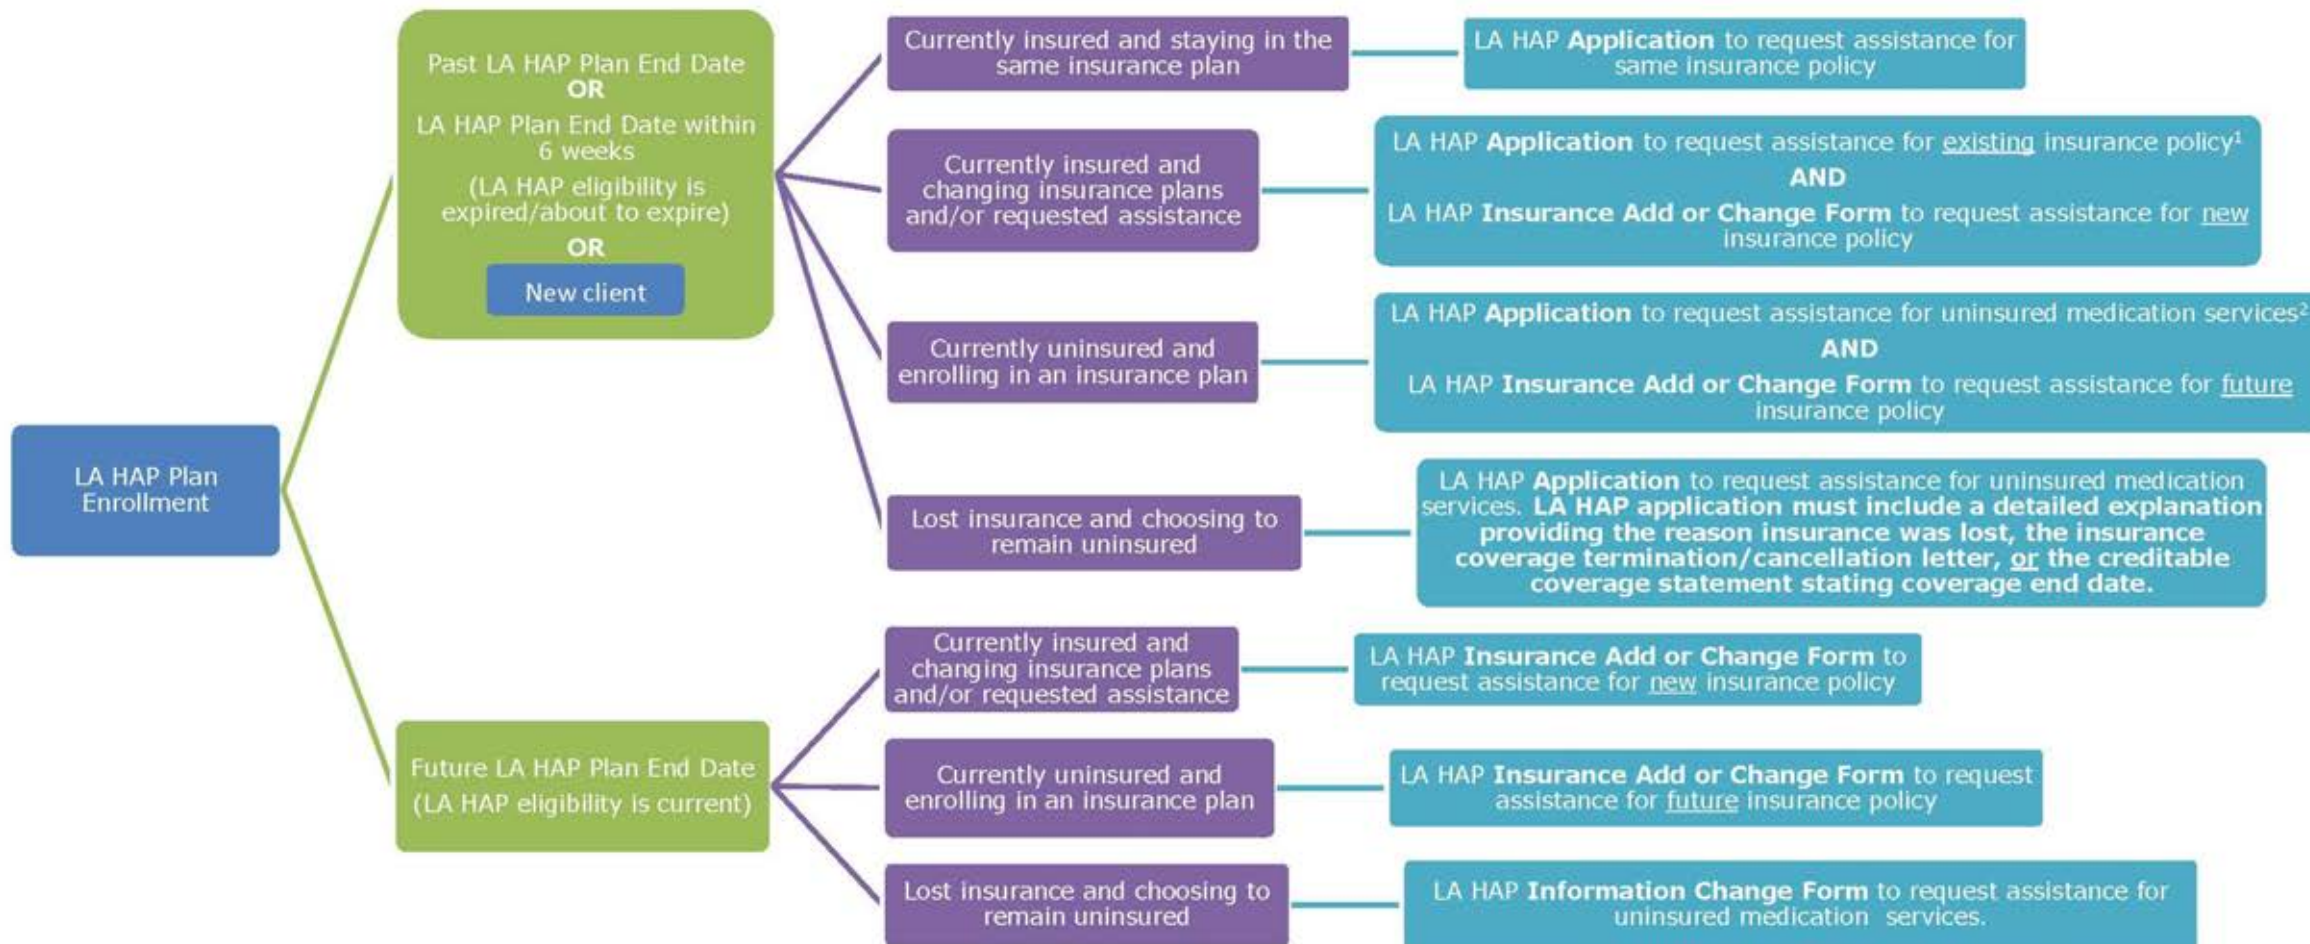 LA HAP Plan
Enrollment
Past LA HAP Plan End Date
OR
LA HAP Plan End Date within
6 weeks
(LA HAP eligibility is
expired/about to expire)
OR
New client
Currently insured and staying in the
same insurance plan
LA HAP Application to request assistance for
same insurance policy
Currently insured and
changing insurance plans
and/or requested assistance
LA HAP Application to request assistance for existing insurance policy¹
AND
LA HAP Insurance Add or Change Form to request assistance for new
insurance policy
Currently uninsured and
enrolling in an insurance plan
LA HAP Application to request assistance for uninsured medication services²
AND
LA HAP Insurance Add or Change Form to request assistance for future
insurance policy
Lost insurance and choosing to
remain uninsured
LA HAP Application to request assistance for uninsured medication
services. LA HAP application must include a detailed explanation
providing the reason insurance was lost, the insurance
coverage termination/cancellation letter, or the creditable
coverage statement stating coverage end date.
Future LA HAP Plan End Date
(LA HAP eligibility is current)
Currently insured and
changing insurance plans
and/or requested assistance
LA HAP Insurance Add or Change Form to
request assistance for new insurance policy
Currently uninsured and
enrolling in an insurance plan
LA HAP Insurance Add or Change Form to request
assistance for future insurance policy
Lost insurance and choosing to
remain uninsured
LA HAP Information Change Form to request assistance for
uninsured medication services.